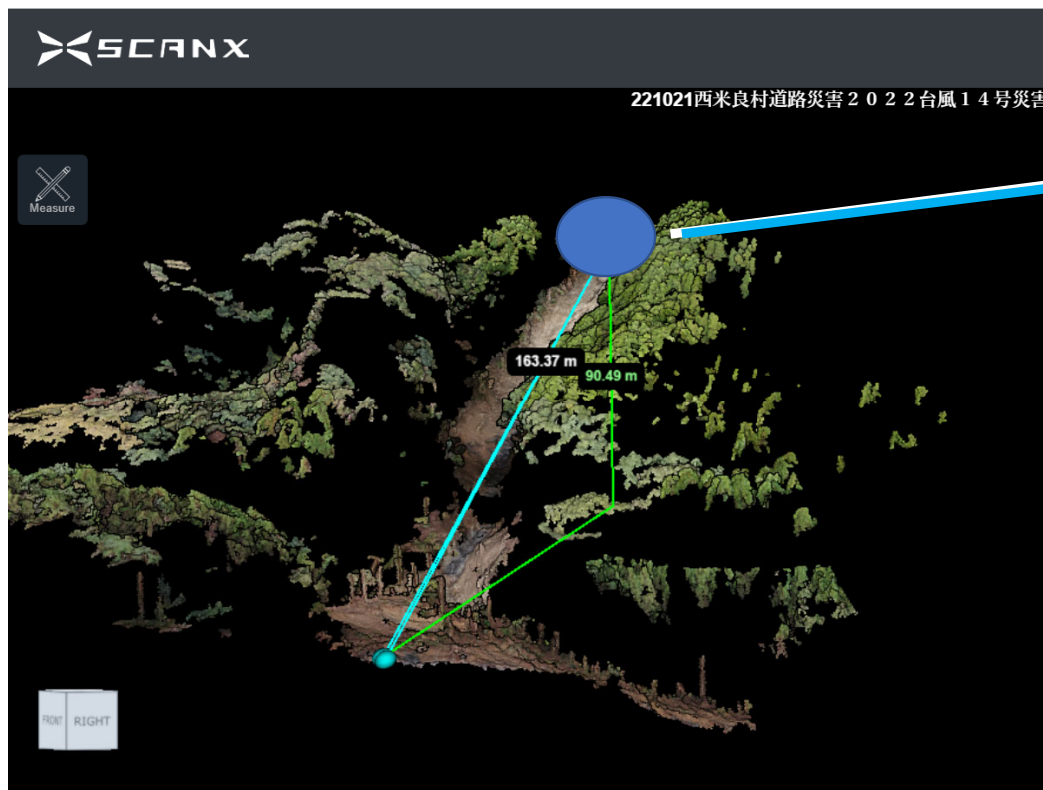 SCANX
221021西米良村道路災害２０２２台風１４号災害
Measure
163.37 m
90.49 m
FRONT
RIGHT